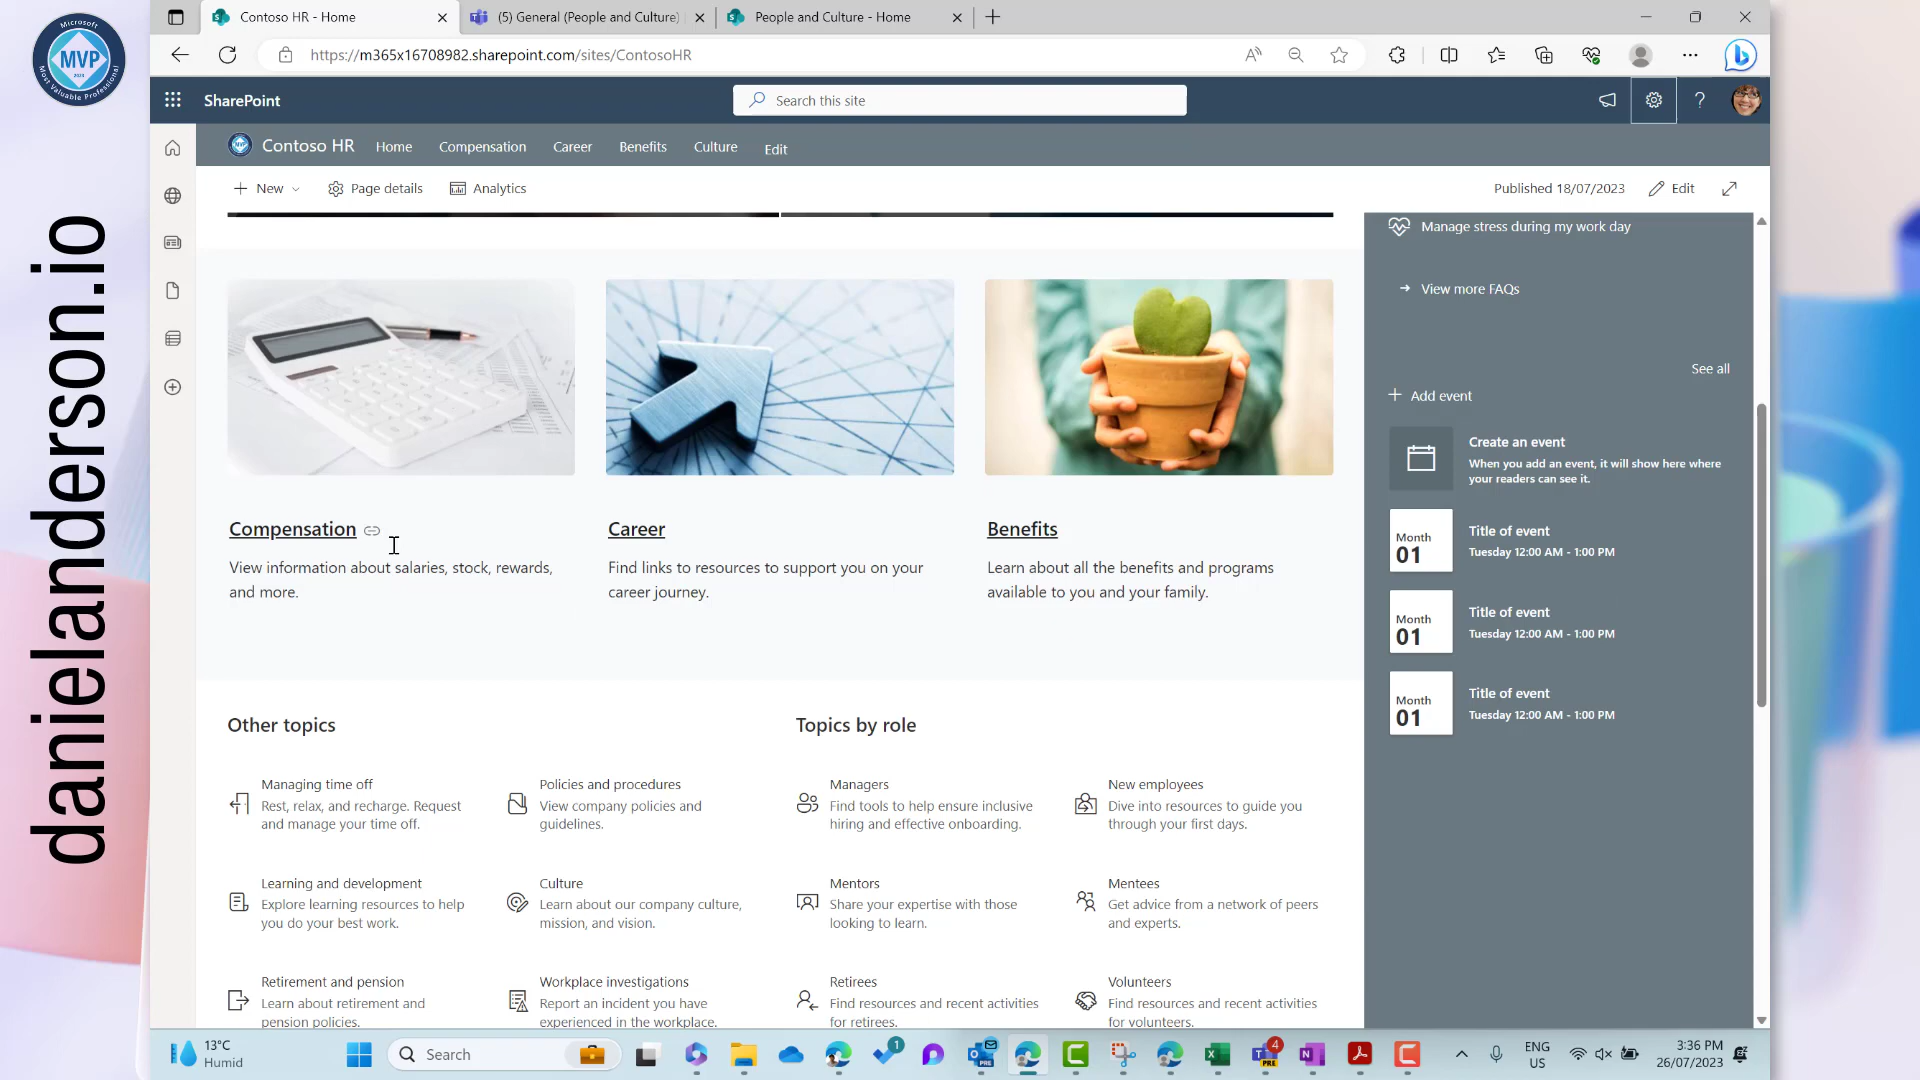 Microsoft
MVP
2023
Most Valuable Professional
danielanderson.io
Contoso HR - Home
(5) General (People and Culture)
People and Culture - Home
https://m365x16708982.sharepoint.com/sites/ContosoHR
SharePoint
Search this site
Contoso HR
Home
Compensation
Career
Benefits
Culture
Edit
New
Page details
Analytics
Published 18/07/2023
Edit
Manage stress during my work day
View more FAQs
See all
Add event
Create an event
When you add an event, it will show here where
your readers can see it.
Month
01
Title of event
Tuesday 12:00 AM - 1:00 PM
Month
01
Title of event
Tuesday 12:00 AM - 1:00 PM
Month
01
Title of event
Tuesday 12:00 AM - 1:00 PM
Compensation
View information about salaries, stock, rewards,
and more.
Career
Find links to resources to support you on your
career journey.
Benefits
Learn about all the benefits and programs
available to you and your family.
Other topics
Managing time off
Rest, relax, and recharge. Request
and manage your time off.
Policies and procedures
View company policies and
guidelines.
Learning and development
Explore learning resources to help
you do your best work.
Culture
Learn about our company culture,
mission, and vision.
Retirement and pension
Learn about retirement and
pension policies.
Workplace investigations
Report an incident you have
experienced in the workplace.
Topics by role
Managers
Find tools to help ensure inclusive
hiring and effective onboarding.
New employees
Dive into resources to guide you
through your first days.
Mentors
Share your expertise with those
looking to learn.
Mentees
Get advice from a network of peers
and experts.
Retirees
Find resources and recent activities
for retirees.
Volunteers
Find resources and recent activities
for volunteers.
13°C
Humid
Search
1
PRE
4
PRE
ENG
US
3:36 PM
26/07/2023